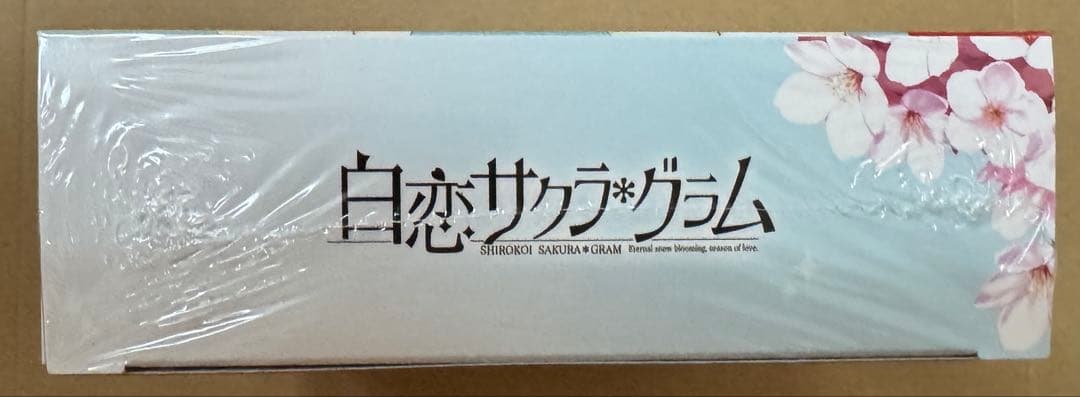 白恋サクラ*グラム
SHIROKOI SAKURA*GRAM Eternal snow blooming, season of love.